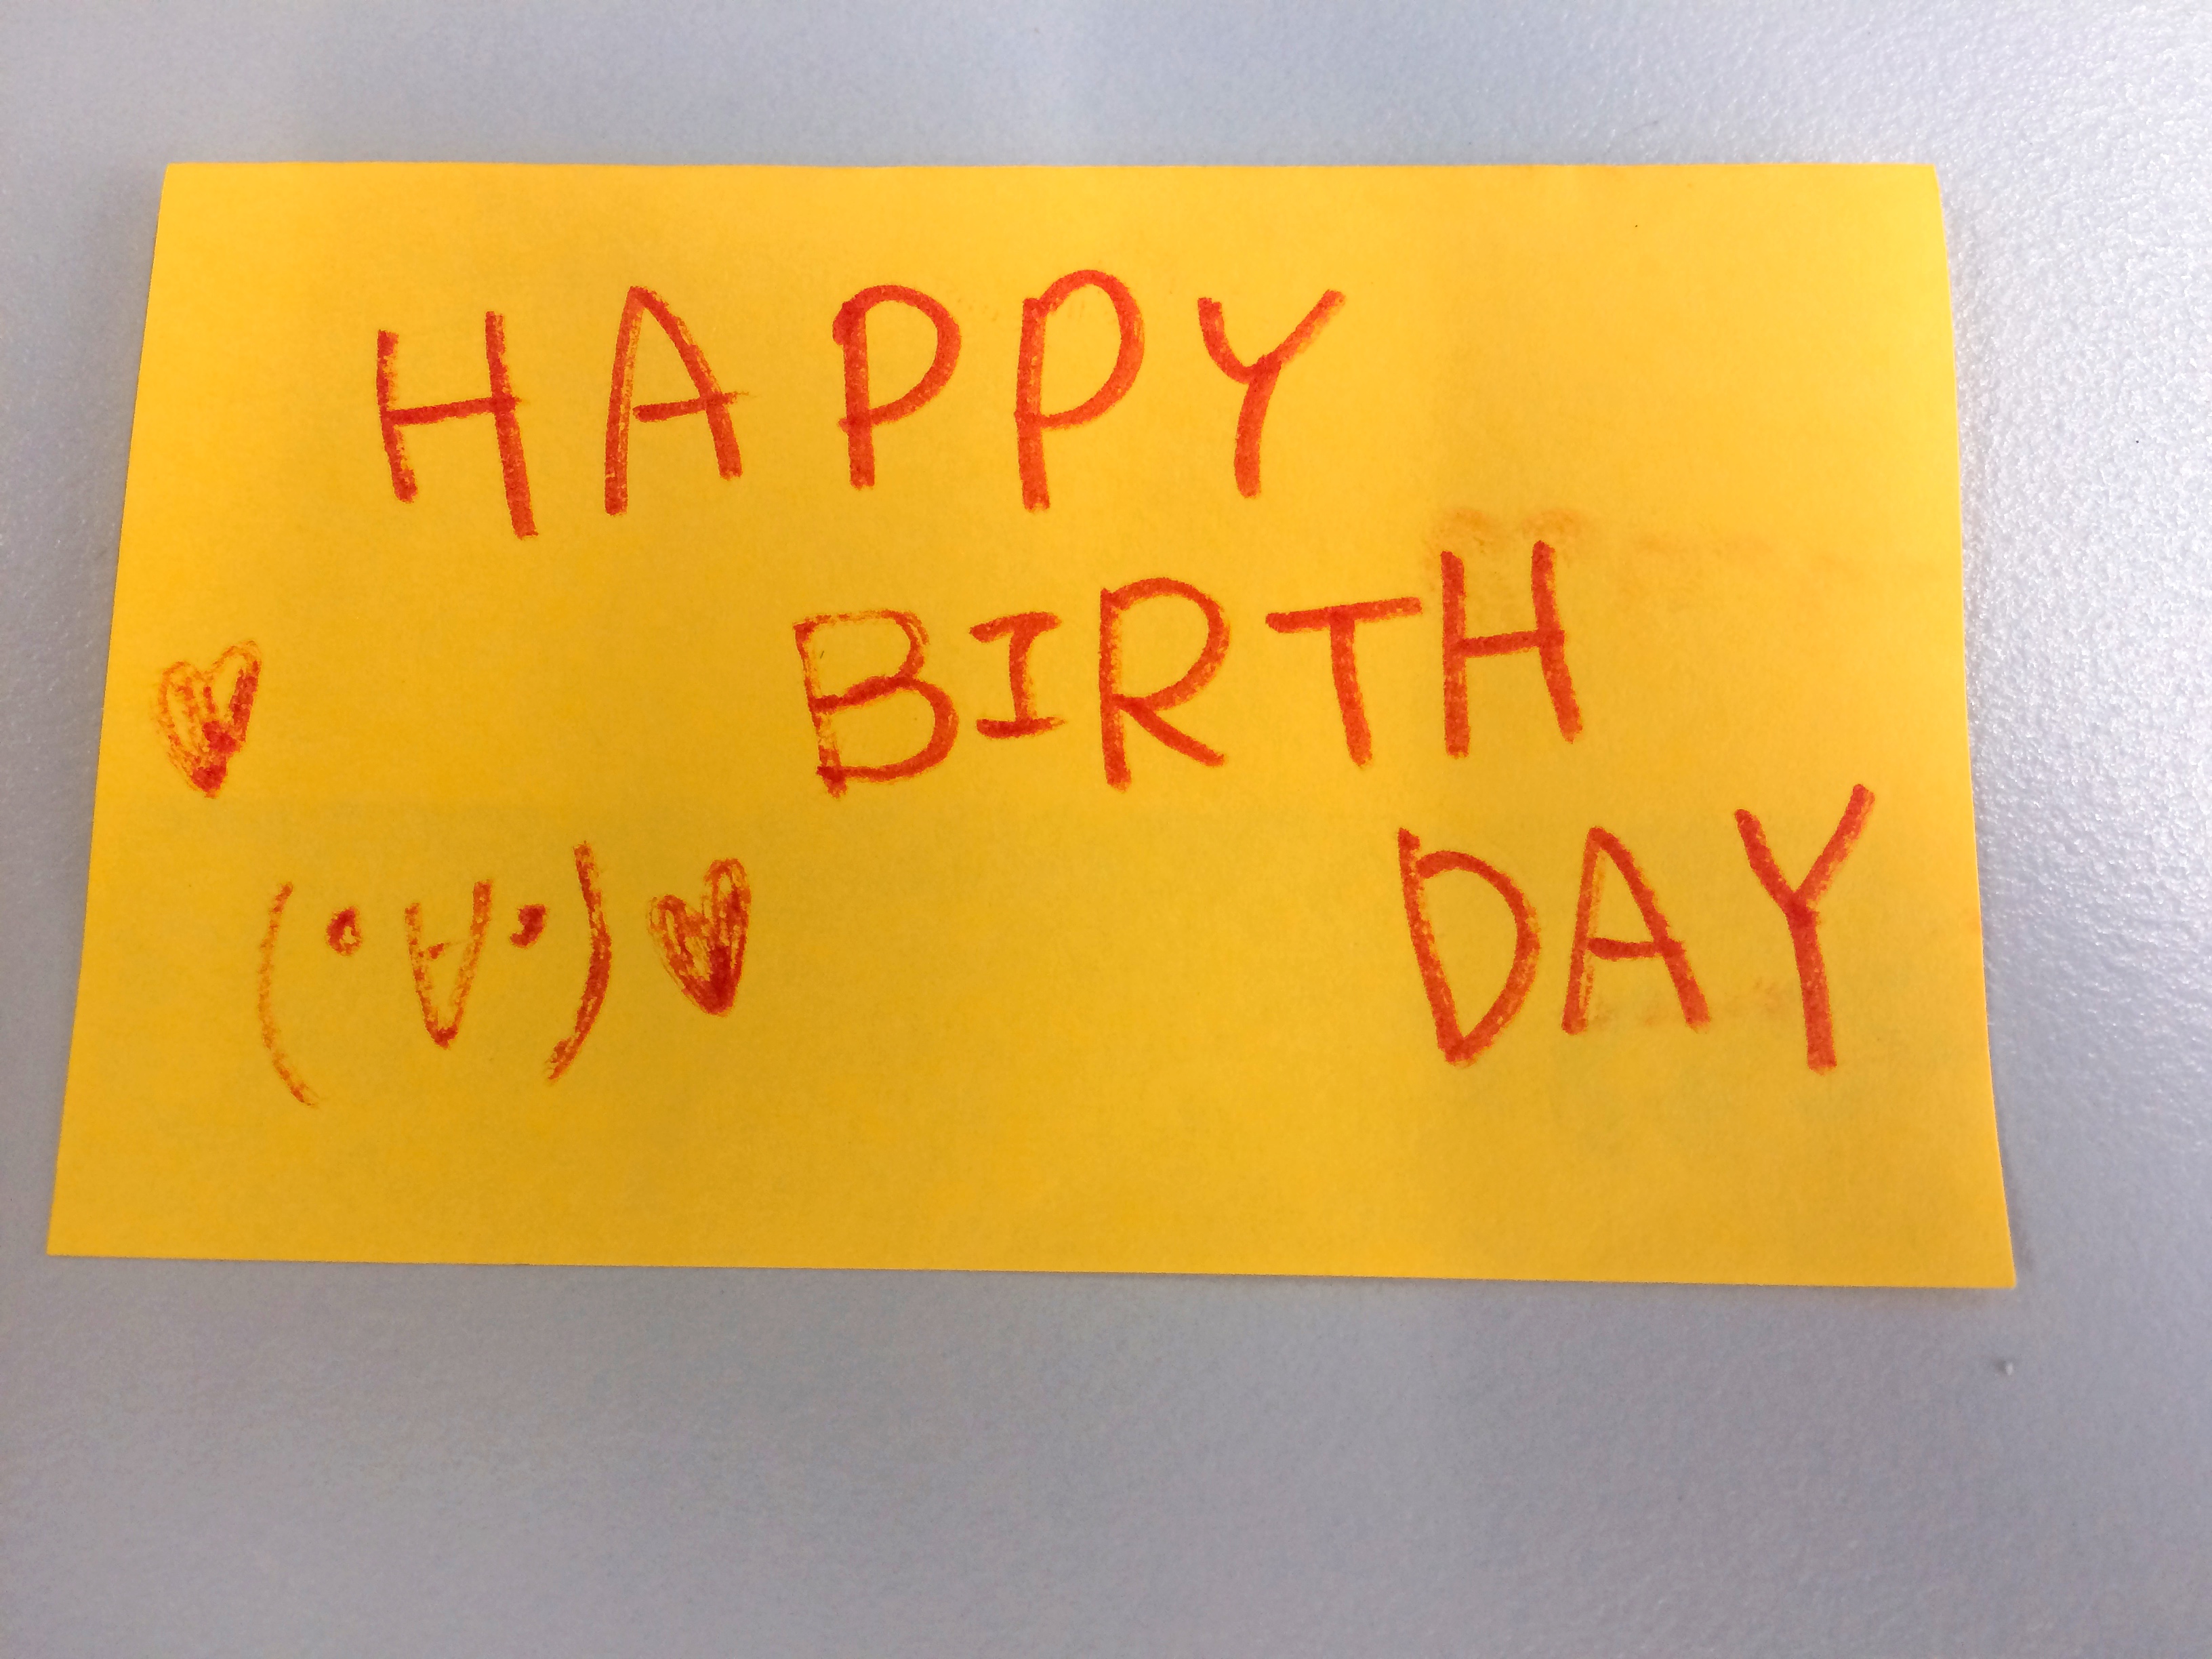 HAPPY
BIRTH
DAY
♥
(・∀・)♥